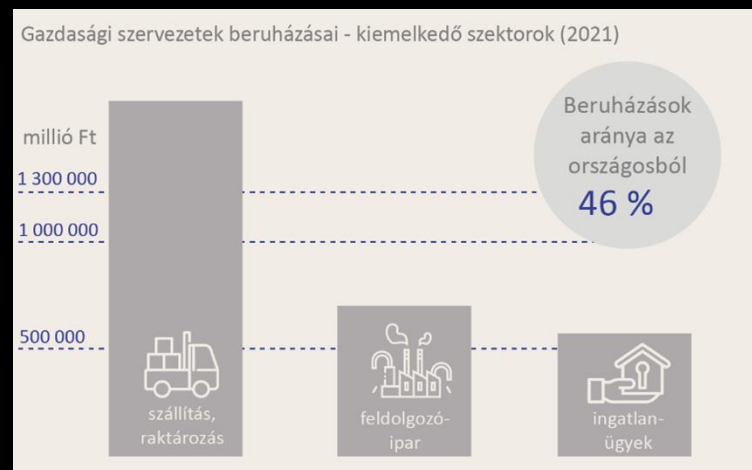 Gazdasági szervezetek beruházásai - kiemelkedő szektorok (2021)
Beruházások
aránya az
országosból
46 %
millió Ft
1 300 000
1 000 000
500 000
szállítás,
raktározás
feldolgozó-
ipar
ingatlan-
ügyek